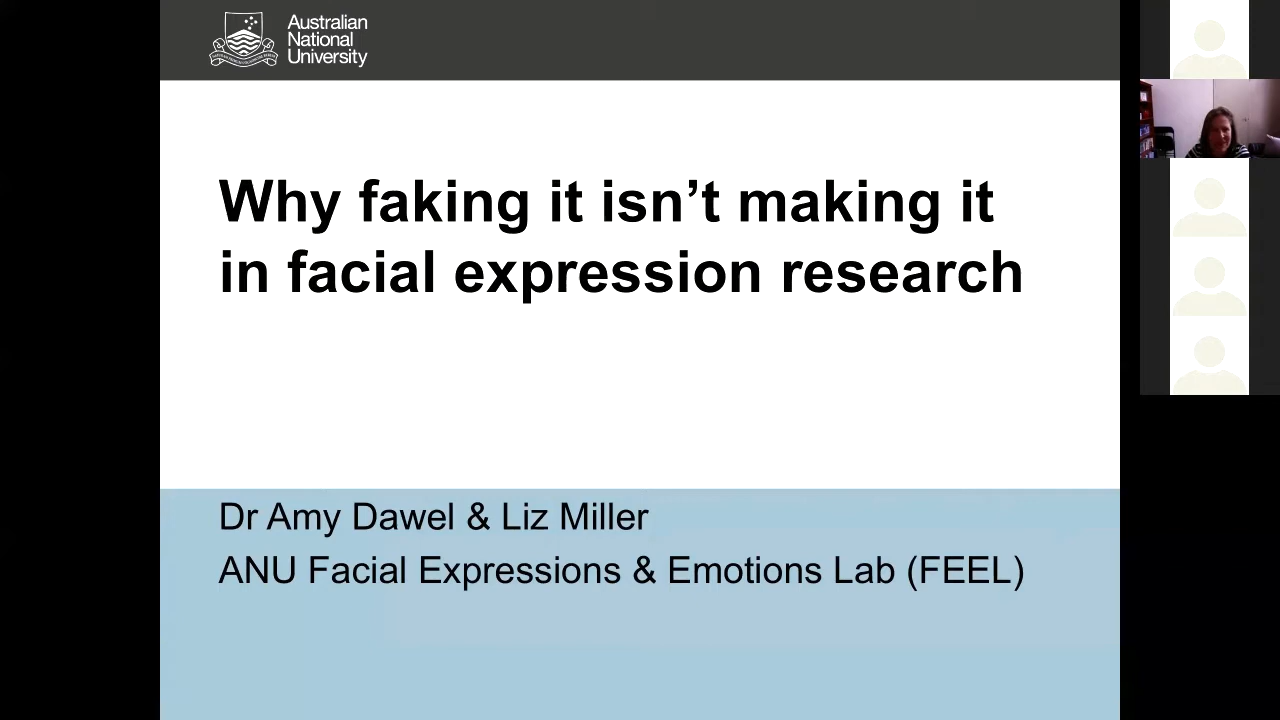 Australian
National
University
Why faking it isn’t making it
in facial expression research
Dr Amy Dawel & Liz Miller
ANU Facial Expressions & Emotions Lab (FEEL)